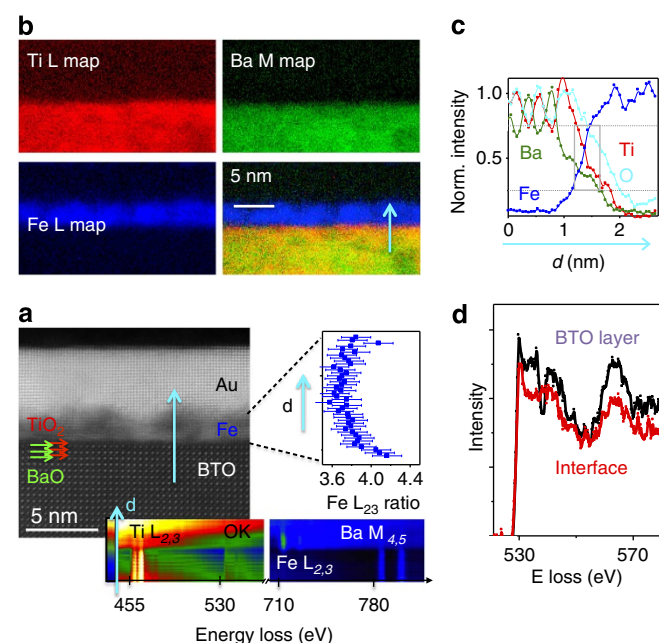 b
Ti L map
Ba M map
Fe L map
5 nm
c
Norm. intensity
1.0
0.5
Ba
Ti
O
Fe
0 1 2
d (nm)
a
Au
Fe
TiO2
BaO
BTO
5 nm
d
3.6 4.0 4.4
Fe L23 ratio
d
Ti L2,3
OK
Ba M4,5
Fe L2,3
455 530 710 780
Energy loss (eV)
d
BTO layer
Interface
Intensity
530 570
E loss (eV)